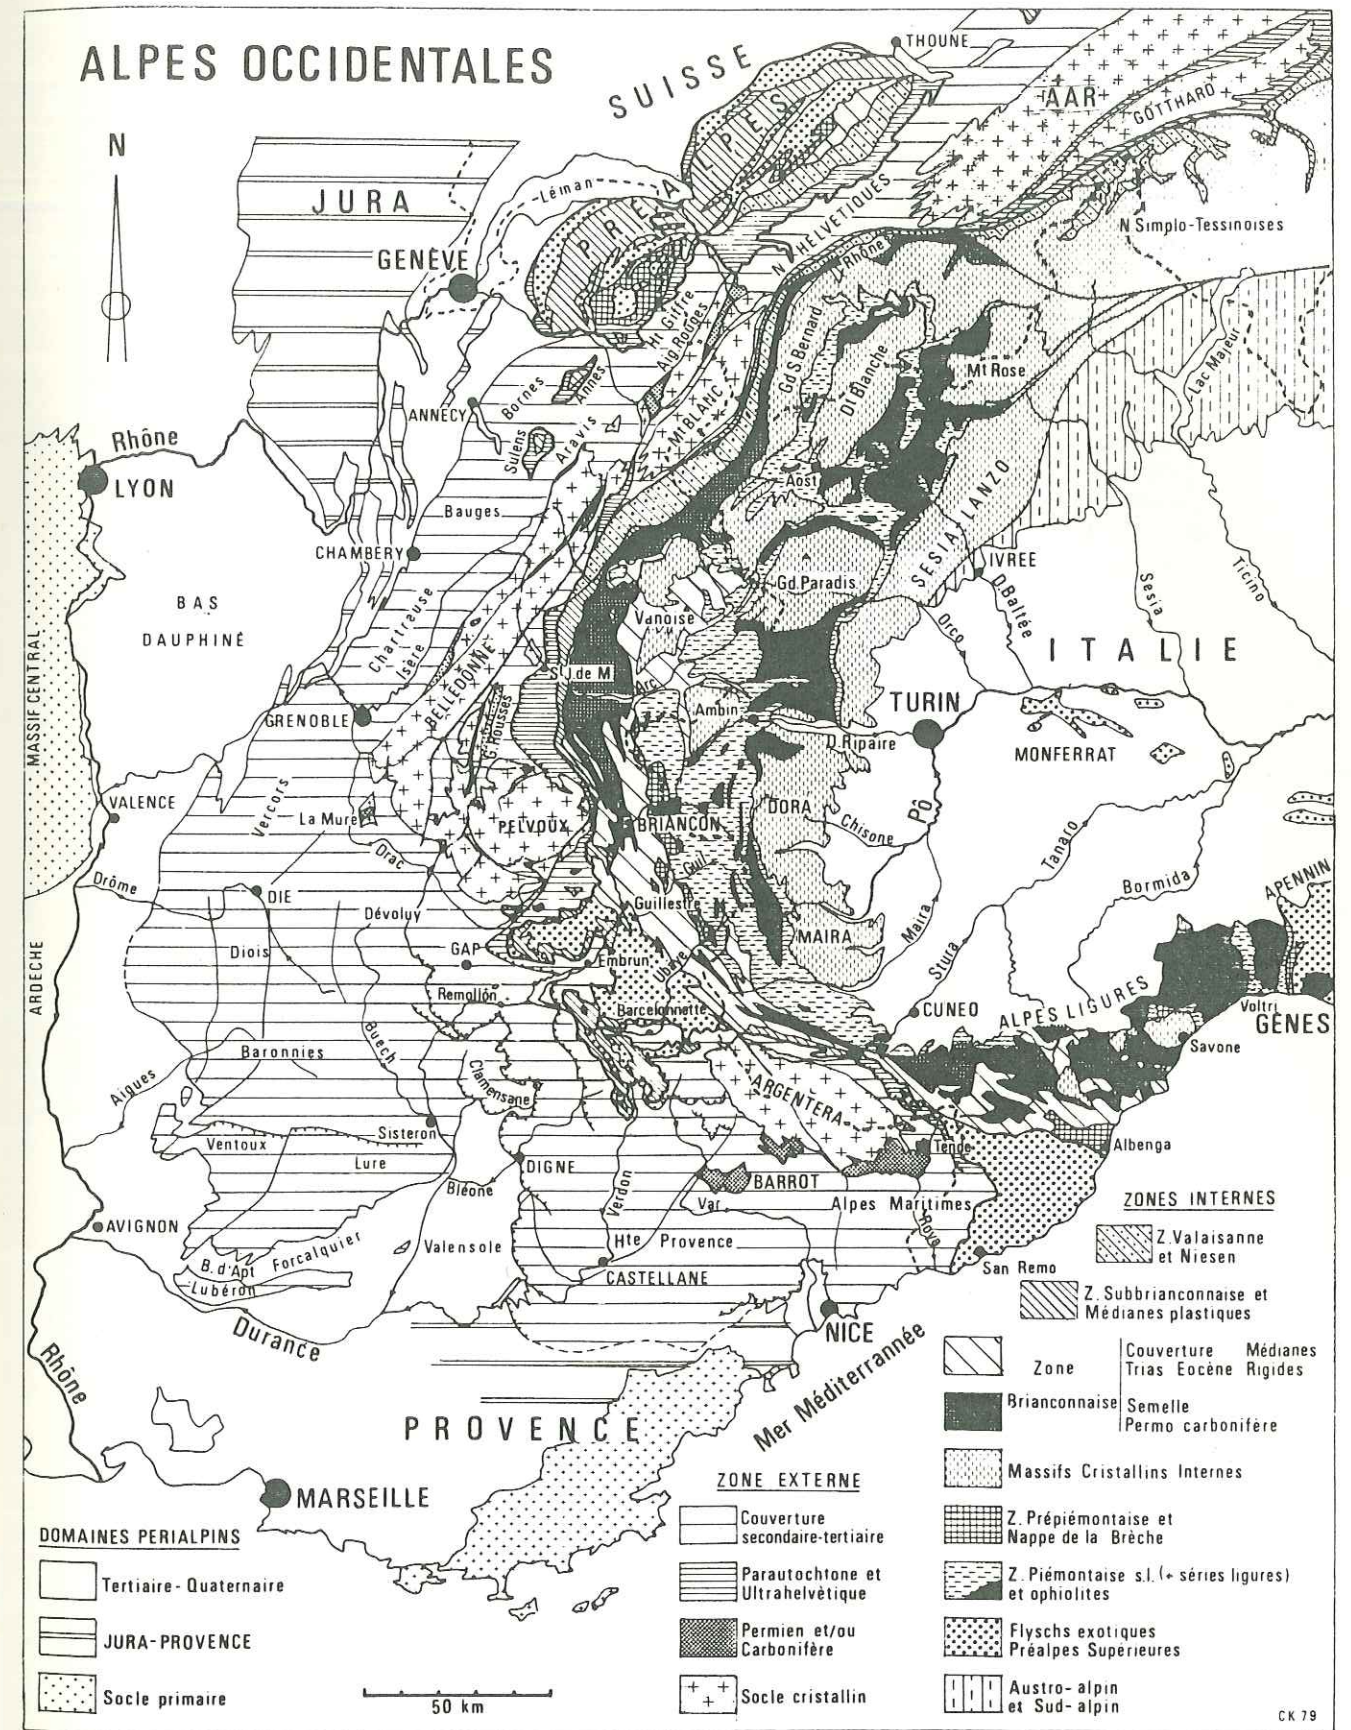 ALPES OCCIDENTALES
SUISSE
THOUNE
AAR
GOTTHARD
N
JURA
Léman
PREALPES
N. HELVETIQUES
N Simplo-Tessinoises
GENÈVE
Rhône
Ht Giffre
Aig Rouges
Gd S. Bernard
Dt Blanche
Mt Rose
Lac Majeur
Bornes
Annes
ANNECY
Sulens
Aravis
Mt BLANC
Rhône
LYON
Aost
SESIA LANZO
Bauges
CHAMBÉRY
IVREE
Gd. Paradis
D. Baltée
Sesia
Ticino
BAS
DAUPHINÉ
Chartreuse
Isère
Vanoise
Orco
ITALIE
MASSIF CENTRAL
BELLEDONNE
St J. de M
Arc
Ambin
TURIN
GRENOBLE
G. Rousses
D. Ripaire
MONFERRAT
VALENCE
Vercors
La Mure
PELVOUX
BRIANCON
DORA
Chisone
Pô
Tanaro
Drac
Drôme
DIE
Guil
Bormida
APENNIN
Dévoluy
Guillestre
MAIRA
Maira
ARDECHE
Diois
GAP
Embrun
Ubaye
Stura
Remollon
Barcelonnette
CUNEO
ALPES LIGURES
Voltri
GÊNES
Savone
Buech
Baronnies
Clamensane
ARGENTERA
Aigues
Ventoux
Sisteron
Tende
Albenga
Lure
DIGNE
Bléone
Verdon
BARROT
Var
Alpes Maritimes
Roya
AVIGNON
Forcalquier
B. d'Apt
Lubéron
Valensole
Hte Provence
San Remo
CASTELLANE
Durance
NICE
Rhône
Mer Méditerrannée
PROVENCE
MARSEILLE
ZONES INTERNES
Z. Valaisanne
et Niesen
Z. Subbrianconnaise et
Médianes plastiques
Zone
Brianconnaise
Couverture Médianes
Trias Eocène Rigides
Semelle
Permo carbonifère
Massifs Cristallins Internes
Z. Prépiémontaise et
Nappe de la Brèche
Z. Piémontaise s.l. (+ séries ligures)
et ophiolites
Flyschs exotiques
Préalpes Supérieures
Austro-alpin
et Sud-alpin
ZONE EXTERNE
Couverture
secondaire-tertiaire
Parautochtone et
Ultrahelvètique
Permien et/ou
Carbonifère
Socle cristallin
DOMAINES PERIALPINS
Tertiaire-Quaternaire
JURA-PROVENCE
Socle primaire
50 km
CK 79